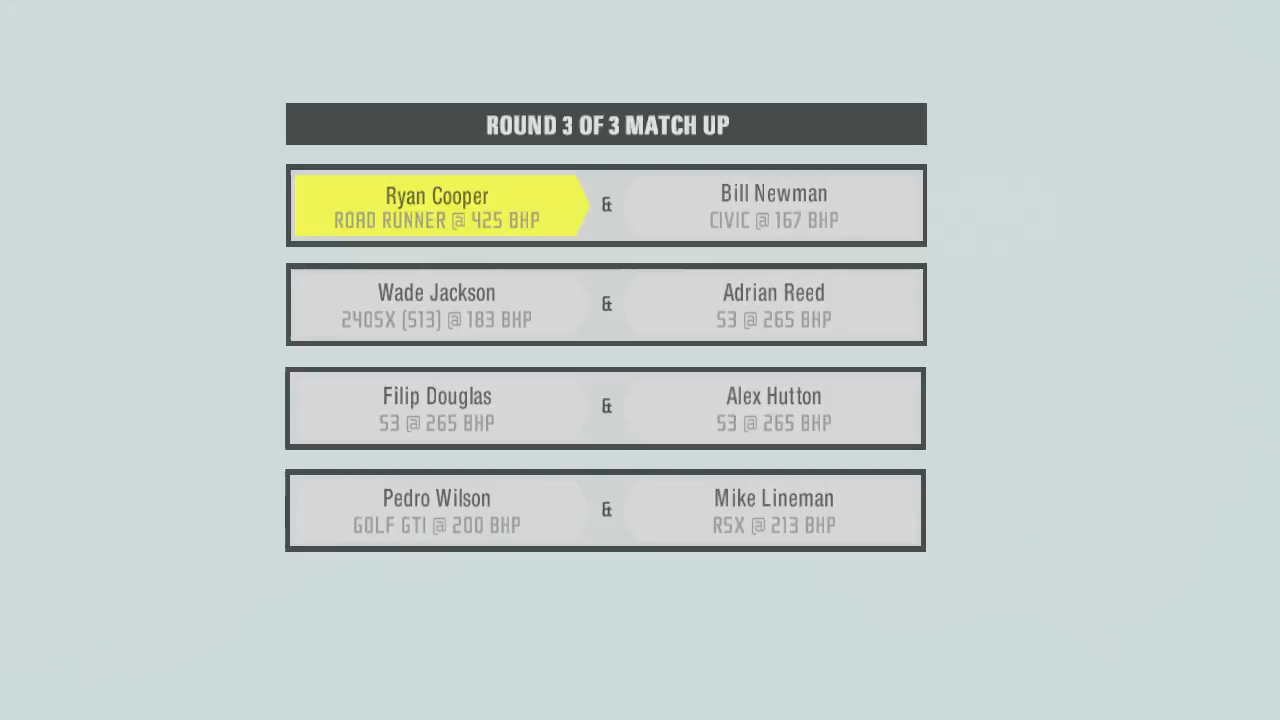 ROUND 3 OF 3 MATCH UP
Ryan Cooper
ROAD RUNNER @ 425 BHP
&
Bill Newman
CIVIC @ 167 BHP
Wade Jackson
240SX (S13) @ 183 BHP
&
Adrian Reed
S3 @ 265 BHP
Filip Douglas
S3 @ 265 BHP
&
Alex Hutton
S3 @ 265 BHP
Pedro Wilson
GOLF GTI @ 200 BHP
&
Mike Lineman
RSX @ 213 BHP